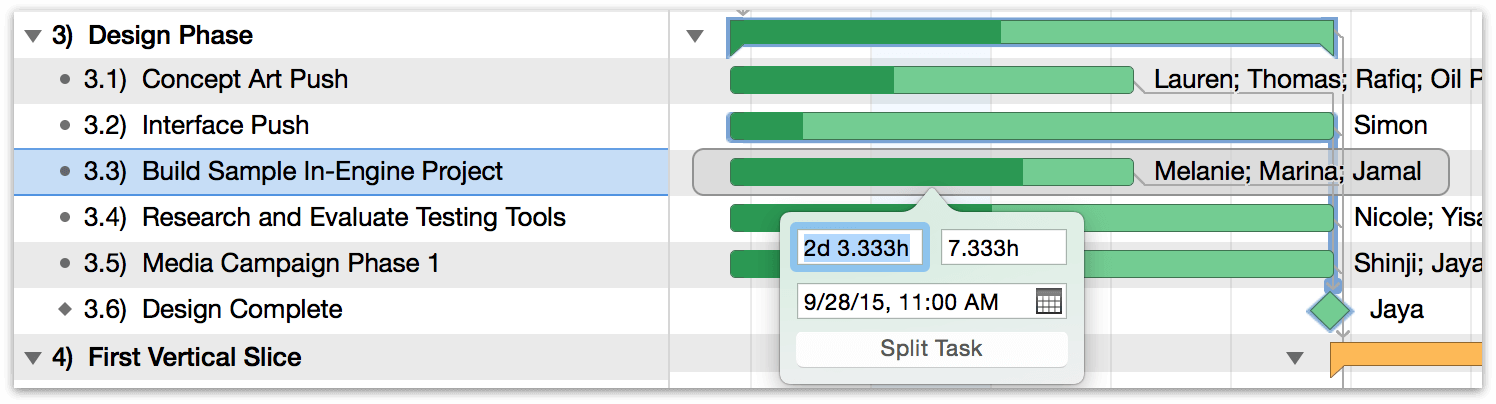 3) Design Phase
3.1) Concept Art Push Lauren; Thomas; Rafiq; Oil
3.2) Interface Push Simon
3.3) Build Sample In-Engine Project Melanie; Marina; Jamal
3.4) Research and Evaluate Testing Tools Nicole;
2d 3.333h 7.333h
3.5) Media Campaign Phase 1 Shinji; Jaya
9/28/15, 11:00 AM
3.6) Design Complete Jaya
Split Task
4) First Vertical Slice